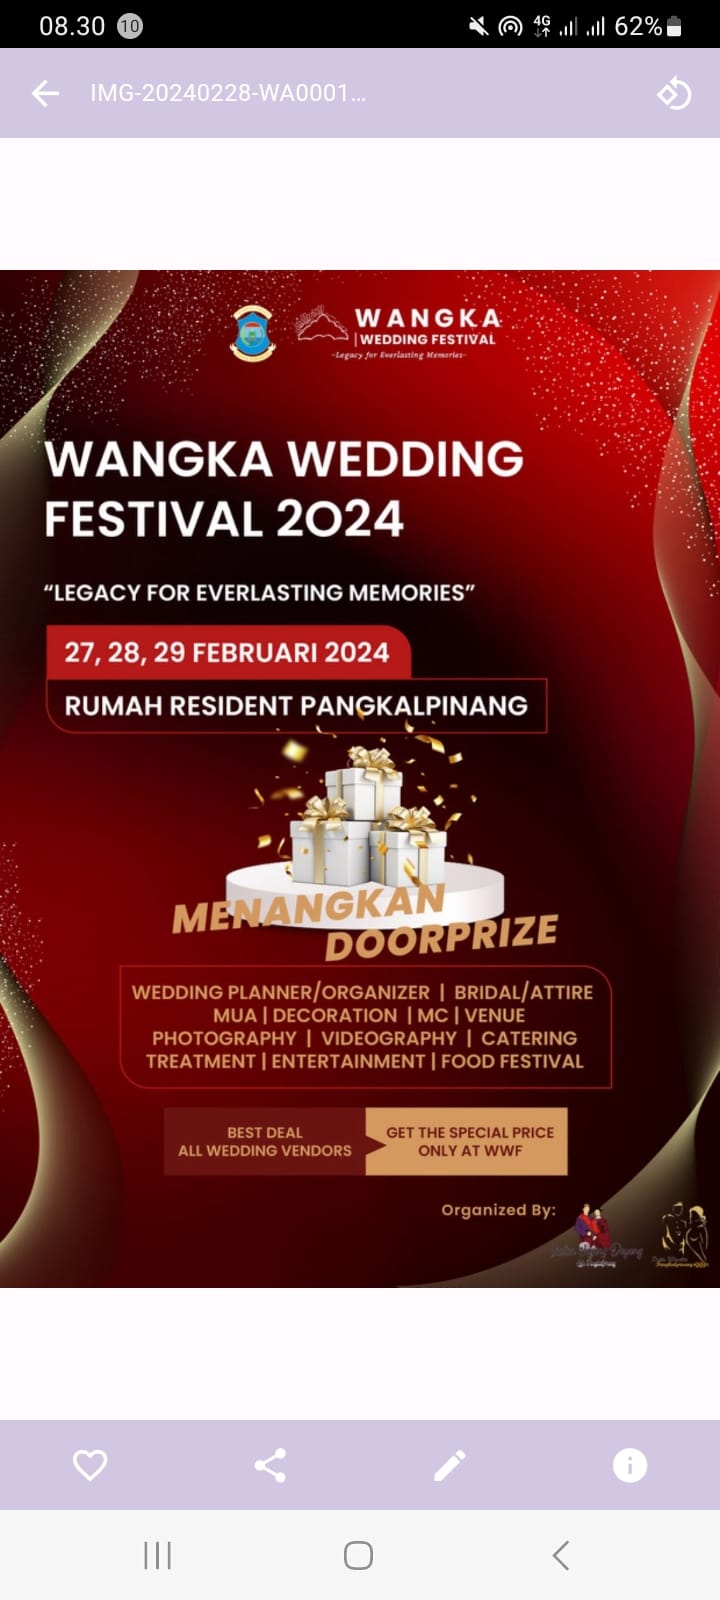 08.30 10 4G 62%
IMG-20240228-WA0001...
WANGKA
WEDDING FESTIVAL
-Legacy for Everlasting Memories-
WANGKA WEDDING
FESTIVAL 2024
“LEGACY FOR EVERLASTING MEMORIES”
27, 28, 29 FEBRUARI 2024
RUMAH RESIDENT PANGKALPINANG
MENANGKAN
DOORPRIZE
WEDDING PLANNER/ORGANIZER | BRIDAL/ATTIRE
MUA | DECORATION | MC | VENUE
PHOTOGRAPHY | VIDEOGRAPHY | CATERING
TREATMENT | ENTERTAINMENT | FOOD FESTIVAL
BEST DEAL
ALL WEDDING VENDORS
GET THE SPECIAL PRICE
ONLY AT WWF
Organized By: